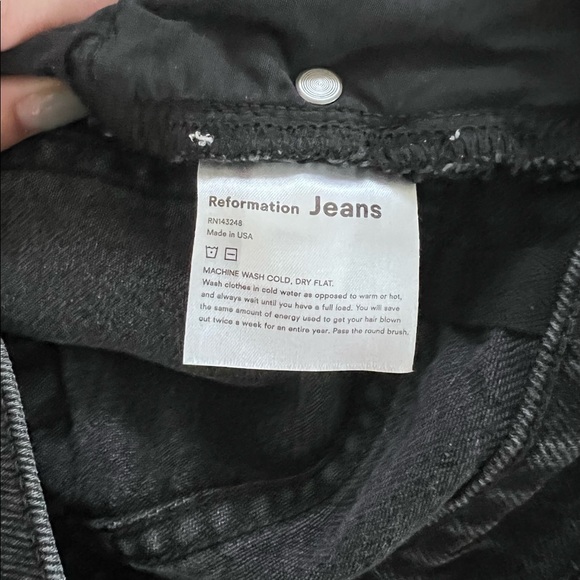 Reformation Jeans
RN143248
Made in USA
MACHINE WASH COLD, DRY FLAT.
Wash clothes in cold water as opposed to warm or hot,
and always wait until you have a full load. You will save
the same amount of energy used to get your hair blown
out twice a week for an entire year. Pass the round brush.